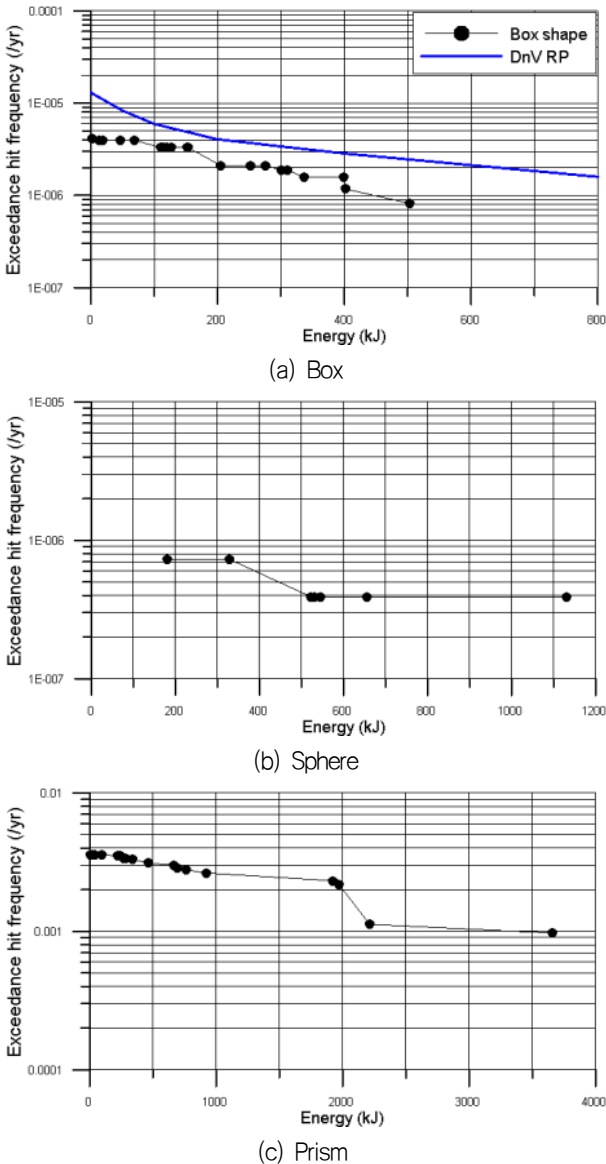 0.0001
Box shape
DnV RP
1E-005
1E-006
1E-007
Exceedance hit frequency (/yr)
0 200 400 600 800
Energy (kJ)
(a) Box
1E-005
1E-006
1E-007
Exceedance hit frequency (/yr)
0 200 400 600 800 1000 1200
Energy (kJ)
(b) Sphere
0.01
0.001
0.0001
Exceedance hit frequency (/yr)
0 1000 2000 3000 4000
Energy (kJ)
(c) Prism